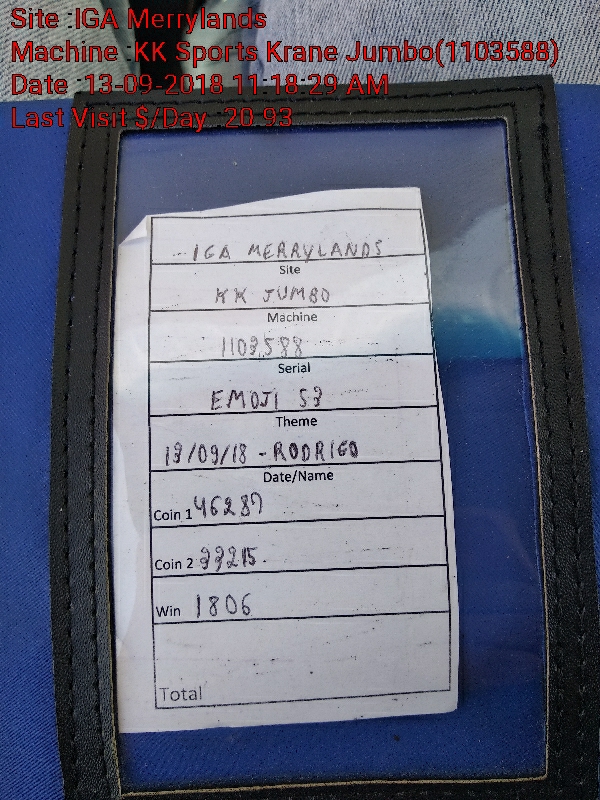 Site :IGA Merrylands
Machine :KK Sports Krane Jumbo(1103588)
Date :13-09-2018 11:18:29 AM
Last Visit $/Day :20.93
IGA MERRYLANDS
Site
KK JUMBO
Machine
1103588
Serial
EMOJI S3
Theme
13/09/18 - RODRIGO
Date/Name
Coin 1 46287
Coin 2 33215.
Win 1806
Total